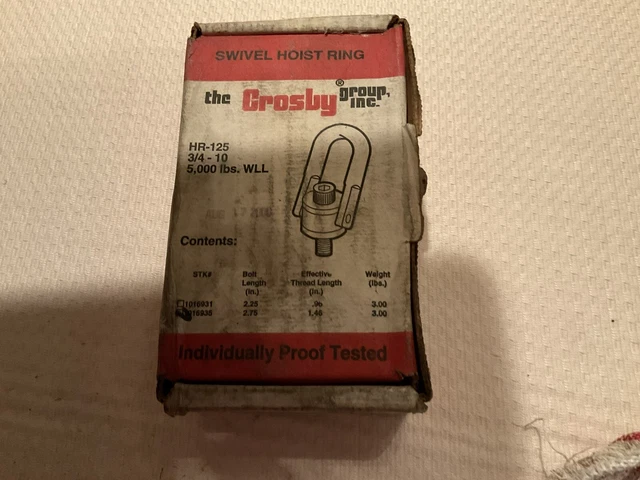 SWIVEL HOIST RING
the Crosby® group, inc.
HR-125
3/4 - 10
5,000 lbs. WLL
Contents:
STK# Bolt Length (in.) Effective Thread Length (in.) Weight (lbs.)
1016931 2.25 .96 3.00
2.75 1.46 3.00
Individually Proof Tested